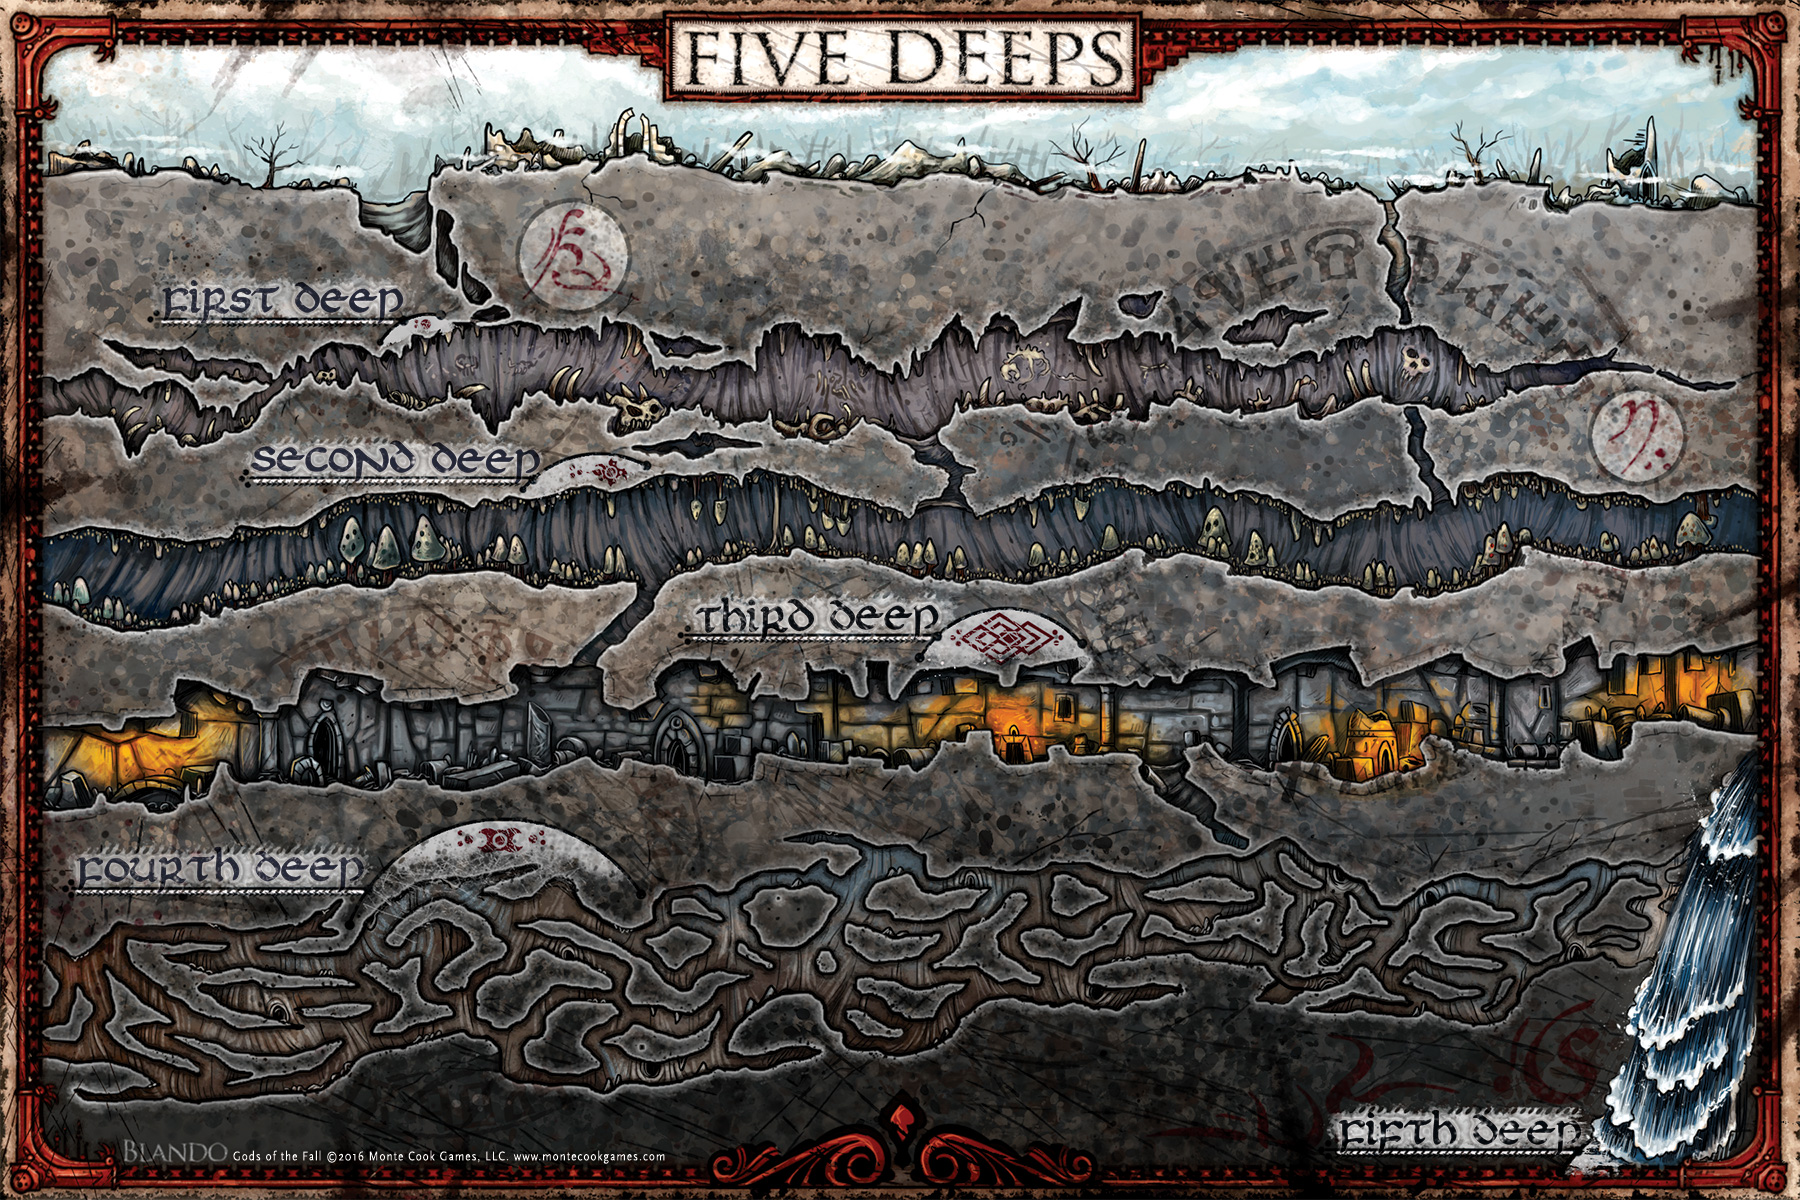 FIVE DEEPS
First Deep
Second Deep
Third Deep
Fourth Deep
Fifth Deep
BLANDO Gods of the Fall ©2016 Monte Cook Games, LLC. www.montecookgames.com